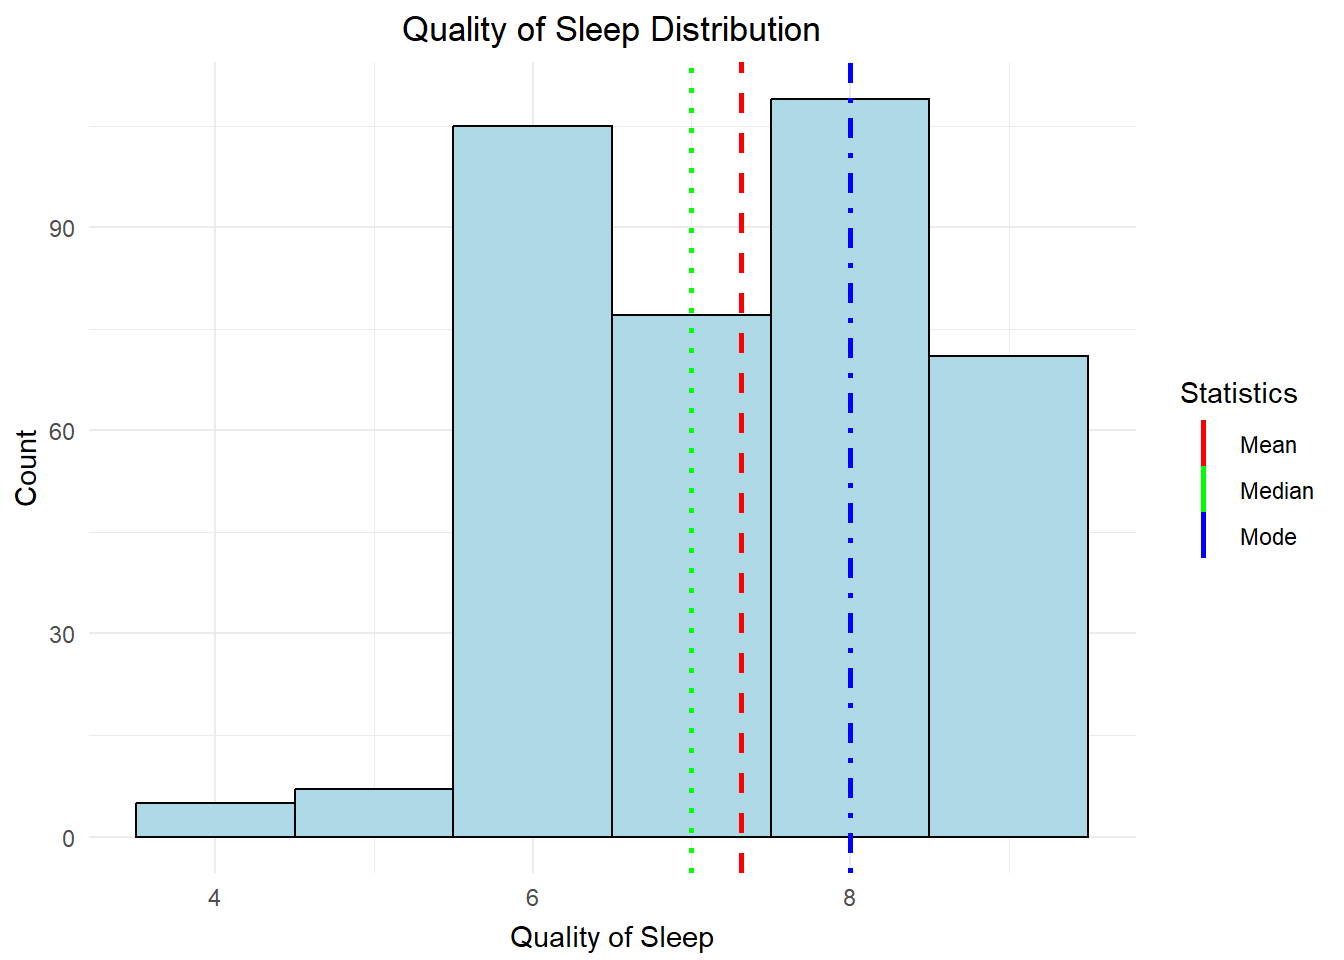 Quality of Sleep Distribution
90
60
30
0
Count
4 6 8
Quality of Sleep
Statistics
Mean
Median
Mode